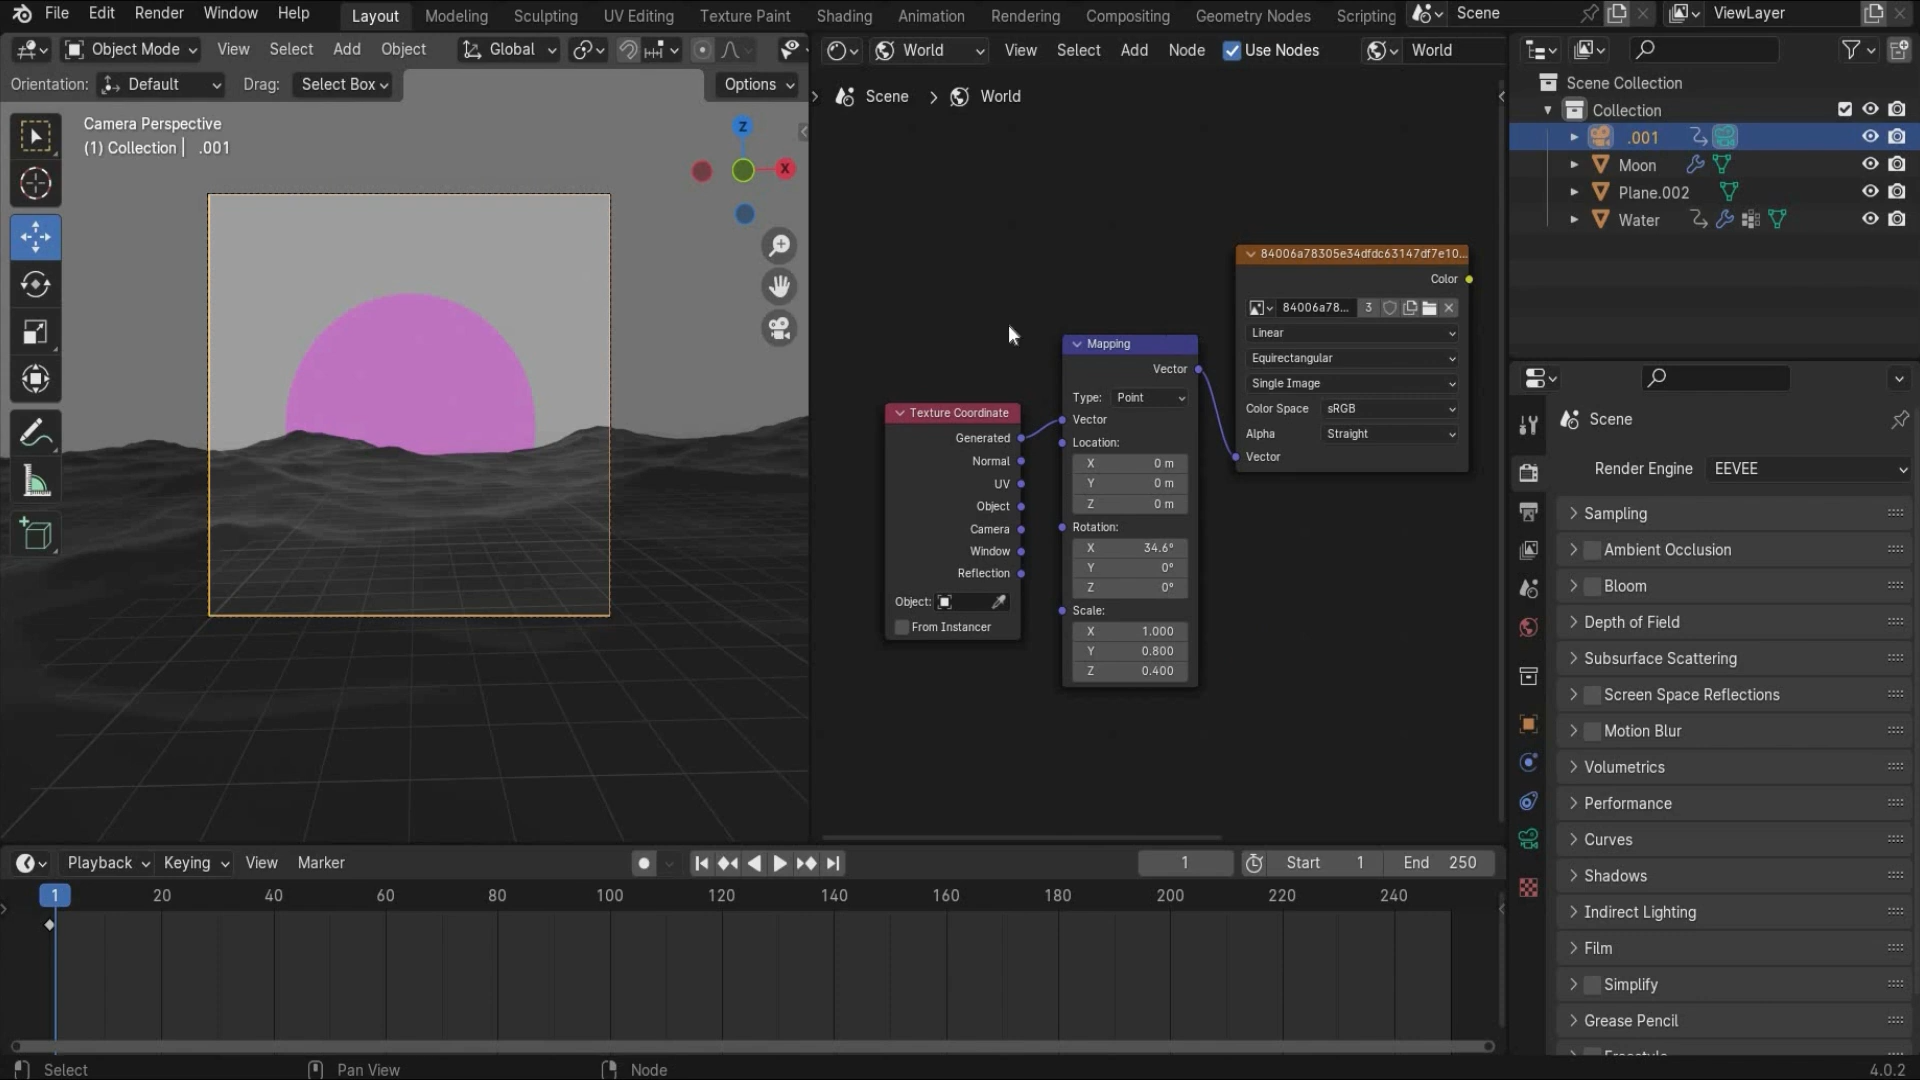 File Edit Render Window Help Layout Modeling Sculpting UV Editing Texture Paint Shading Animation Rendering Compositing Geometry Nodes Scripting Scene ViewLayer
Object Mode View Select Add Object Global
World View Select Add Node Use Nodes World
Orientation: Default Drag: Select Box Options
Camera Perspective
(1) Collection | .001
Z
X
Scene > World
Texture Coordinate
Generated
Normal
UV
Object
Camera
Window
Reflection
Object:
From Instancer
Mapping
Vector
Type: Point
Vector
Location:
X 0 m
Y 0 m
Z 0 m
Rotation:
X 34.6°
Y 0°
Z 0°
Scale:
X 1.000
Y 0.800
Z 0.400
84006a78305e34dfdc63147df7e10...
Color
84006a78... 3
Linear
Equirectangular
Single Image
Color Space sRGB
Alpha Straight
Vector
Scene Collection
Collection
.001
Moon
Plane.002
Water
Scene
Render Engine EEVEE
Sampling
Ambient Occlusion
Bloom
Depth of Field
Subsurface Scattering
Screen Space Reflections
Motion Blur
Volumetrics
Performance
Curves
Shadows
Indirect Lighting
Film
Simplify
Grease Pencil
Playback Keying View Marker 1 Start 1 End 250
1 20 40 60 80 100 120 140 160 180 200 220 240
Select Pan View Node 4.0.2